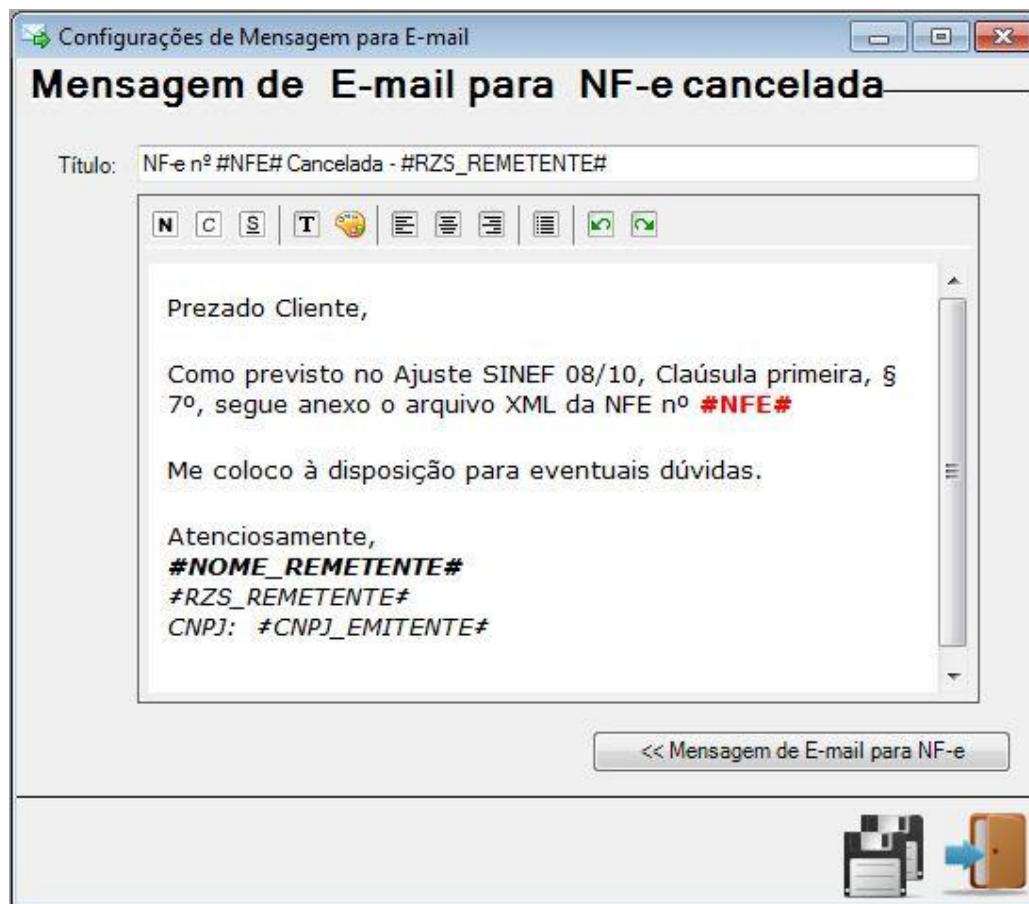 Configurações de Mensagem para E-mail
Mensagem de E-mail para NF-e cancelada
Título: NF-e nº #NFE# Cancelada - #RZS_REMETENTE#
N C S T
Prezado Cliente,
Como previsto no Ajuste SINEF 08/10, Claúsula primeira, §
7º, segue anexo o arquivo XML da NFE nº #NFE#
Me coloco à disposição para eventuais dúvidas.
Atenciosamente,
#NOME_REMETENTE#
#RZS_REMETENTE#
CNPJ: #CNPJ_EMITENTE#
<< Mensagem de E-mail para NF-e